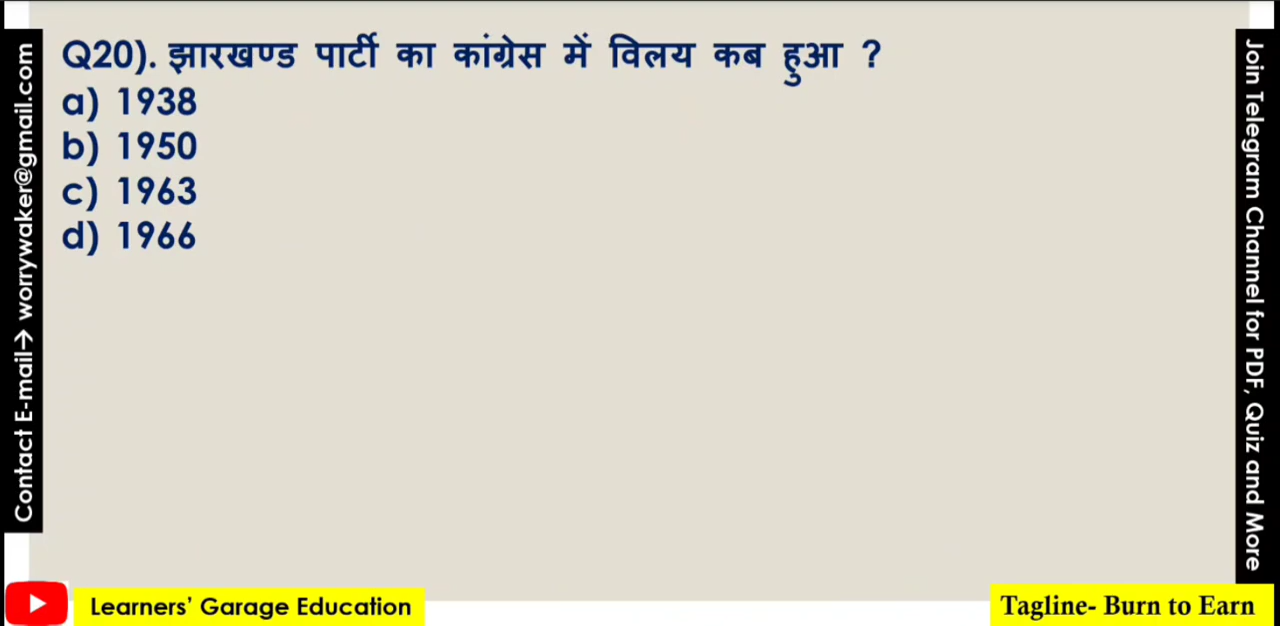 Q20). झारखण्ड पार्टी का कांग्रेस में विलय कब हुआ ?
a) 1938
b) 1950
c) 1963
d) 1966
Contact E-mail→ worrywaker@gmail.com
Join Telegram Channel for PDF, Quiz and More
Learners’ Garage Education
Tagline- Burn to Earn